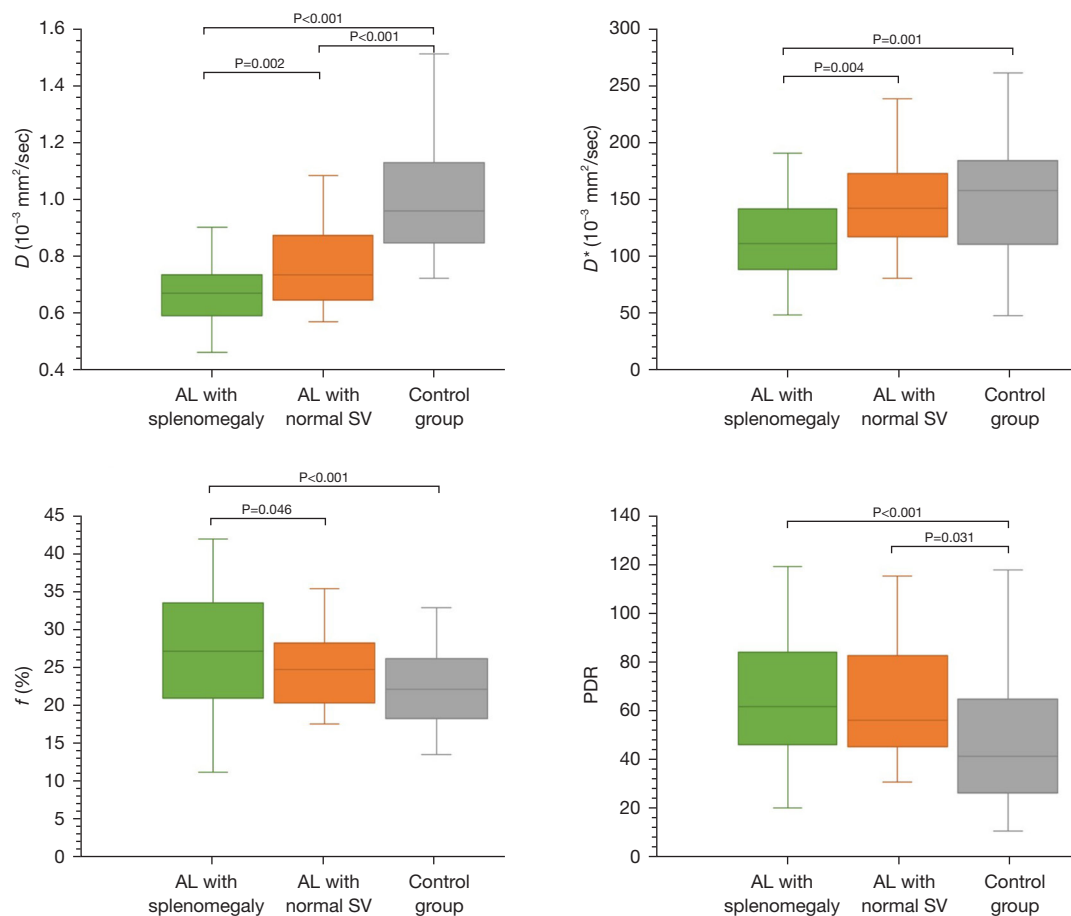 P<0.001
P<0.001
P=0.002
1.6
1.4
1.2
1.0
0.8
0.6
0.4
D (10⁻³ mm²/sec)
AL with splenomegaly
AL with normal SV
Control group
P=0.001
P=0.004
300
250
200
150
100
50
0
D* (10⁻³ mm²/sec)
AL with splenomegaly
AL with normal SV
Control group
P<0.001
P=0.046
45
40
35
30
25
20
15
10
5
0
f (%)
AL with splenomegaly
AL with normal SV
Control group
P<0.001
P=0.031
140
120
100
80
60
40
20
0
PDR
AL with splenomegaly
AL with normal SV
Control group